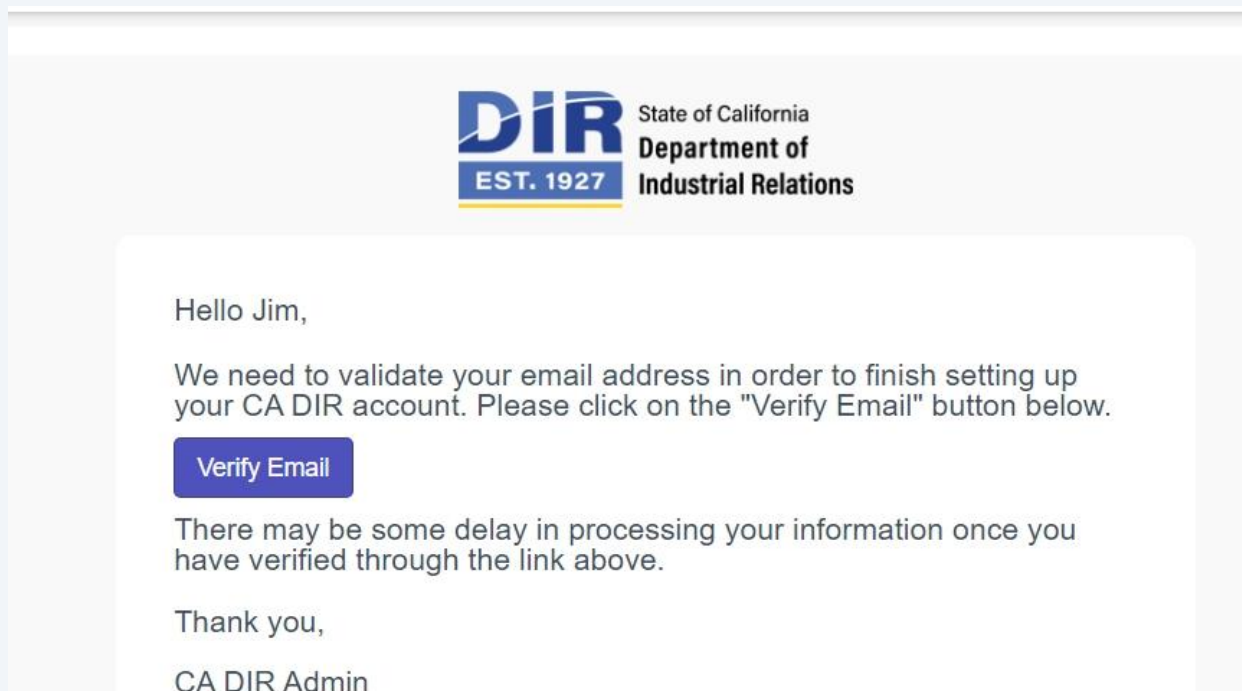 DIR
EST. 1927
State of California
Department of
Industrial Relations
Hello Jim,
We need to validate your email address in order to finish setting up
your CA DIR account. Please click on the "Verify Email" button below.
Verify Email
There may be some delay in processing your information once you
have verified through the link above.
Thank you,
CA DIR Admin